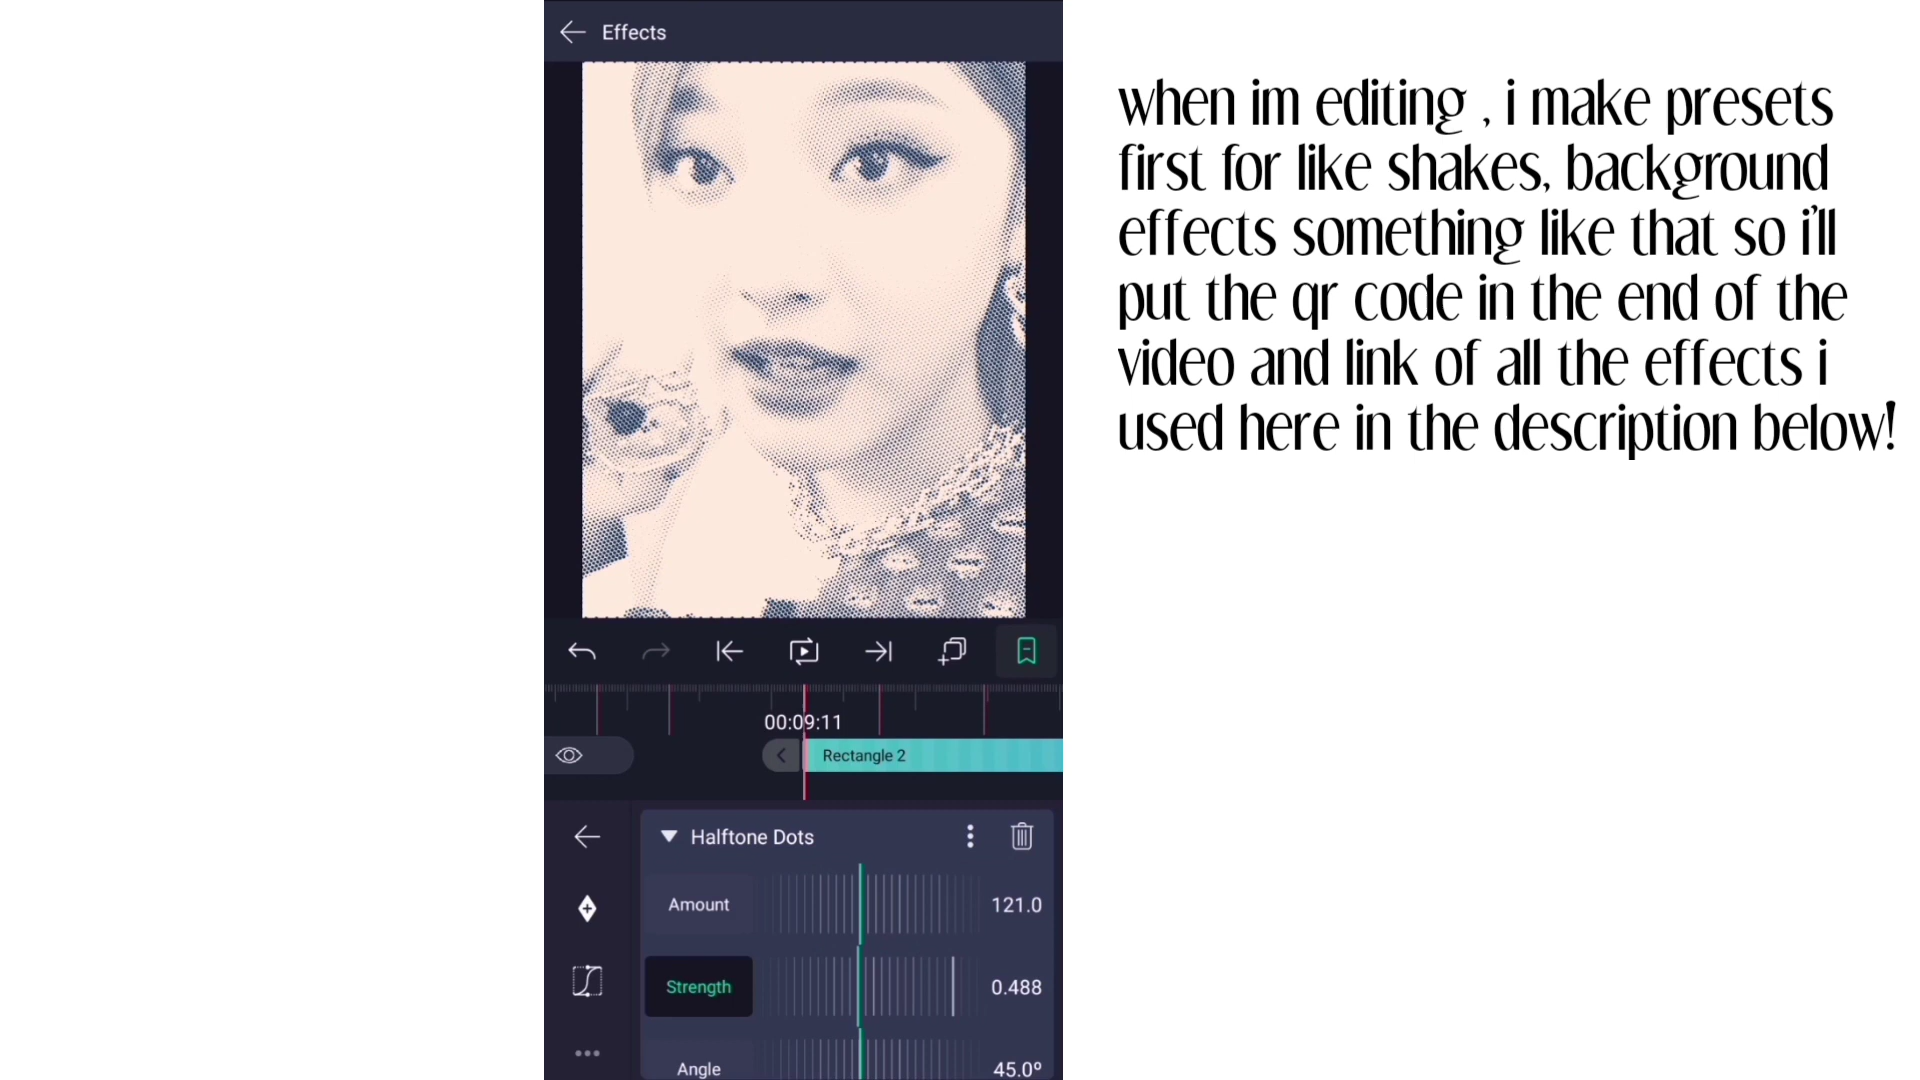 Effects
when im editing , i make presets
first for like shakes, background
effects something like that so i'll
put the qr code in the end of the
video and link of all the effects i
used here in the description below!
00:09:11
Rectangle 2
Halftone Dots
Amount 121.0
Strength 0.488
Angle 45.0º